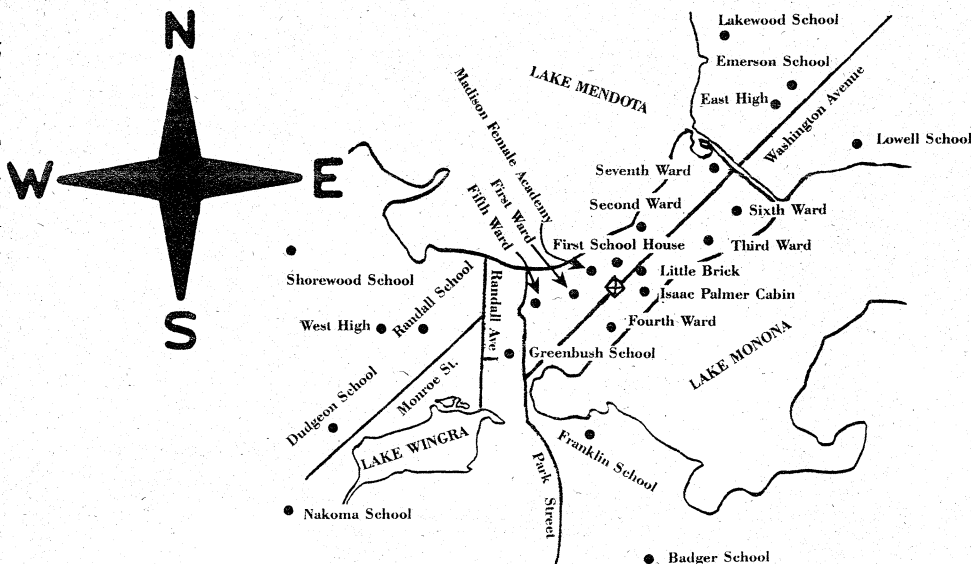 N
W
E
S
Lakewood School
Emerson School
East High
Washington Avenue
Lowell School
LAKE MENDOTA
Madison Female Academy
First Ward
Fifth Ward
Seventh Ward
Second Ward
Sixth Ward
First School House
Third Ward
Little Brick
Isaac Palmer Cabin
Fourth Ward
Shorewood School
Randall School
West High
Randall Ave
Greenbush School
LAKE MONONA
Monroe St.
Dudgeon School
LAKE WINGRA
Franklin School
Park Street
Nakoma School
Badger School